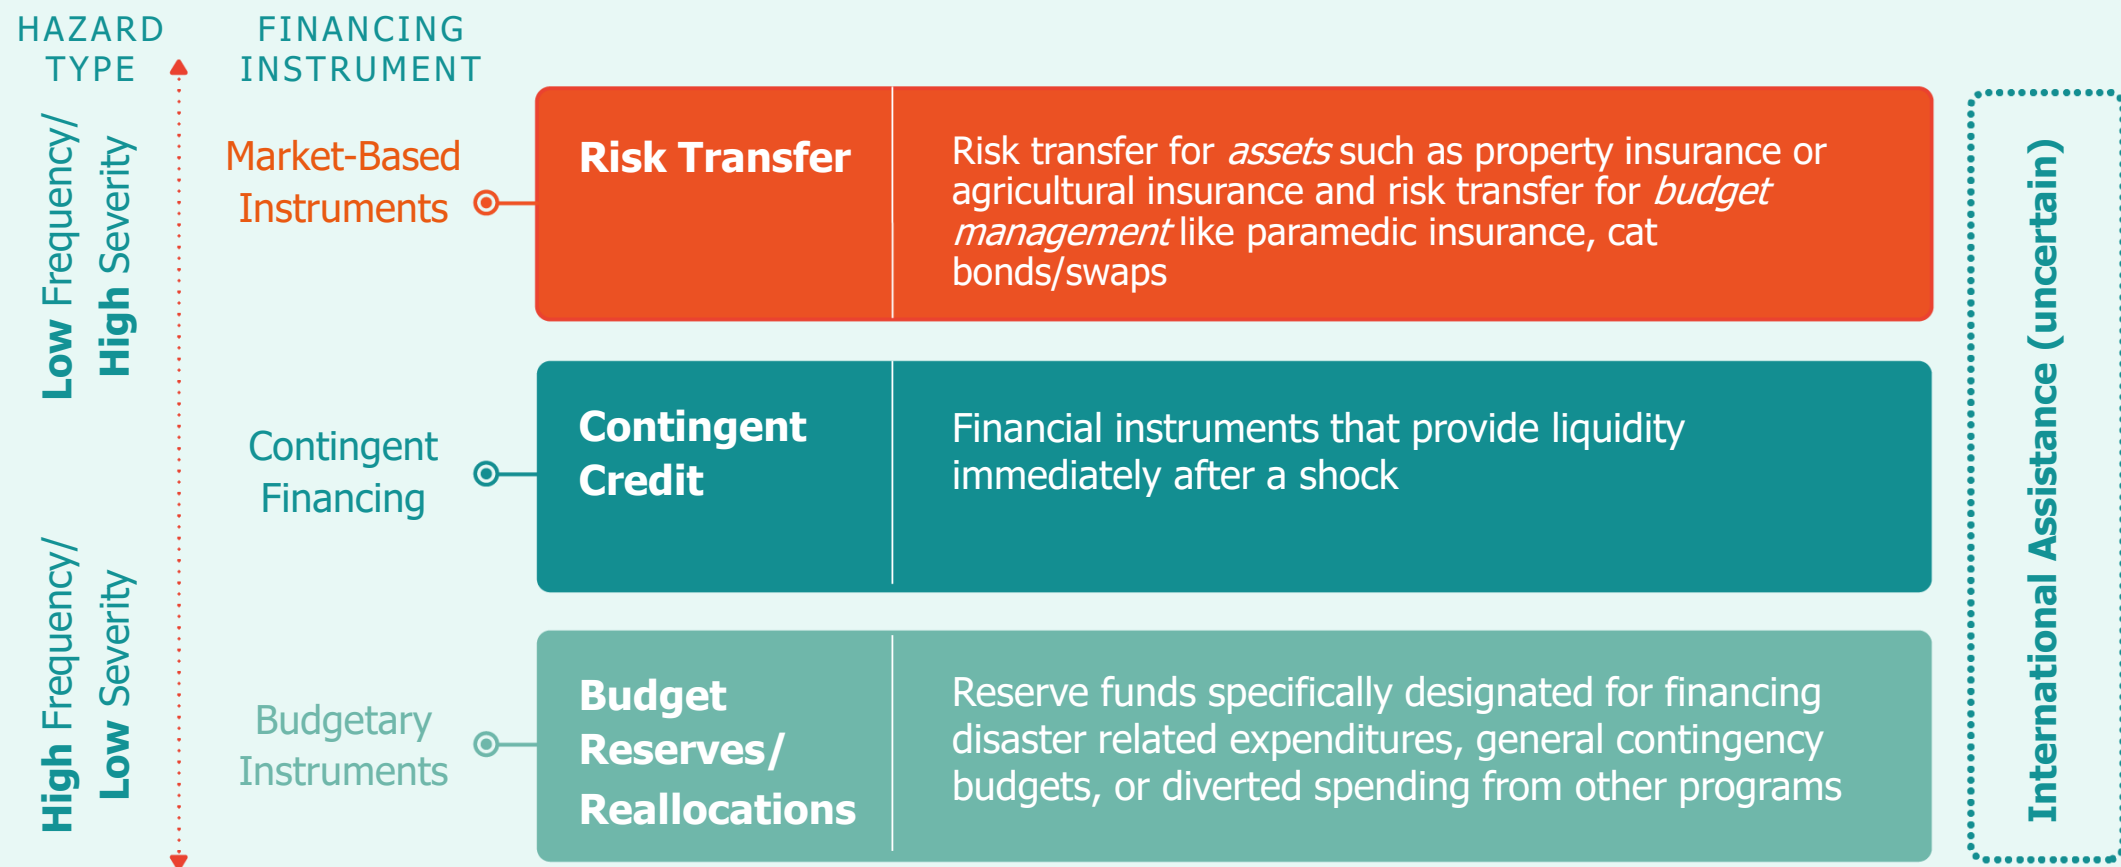 HAZARD
TYPE
FINANCING
INSTRUMENT
Low Frequency/
High Severity
High Frequency/
Low Severity
Market-Based
Instruments
Risk Transfer
Risk transfer for assets such as property insurance or
agricultural insurance and risk transfer for budget
management like paramedic insurance, cat
bonds/swaps
Contingent
Financing
Contingent
Credit
Financial instruments that provide liquidity
immediately after a shock
Budgetary
Instruments
Budget
Reserves/
Reallocations
Reserve funds specifically designated for financing
disaster related expenditures, general contingency
budgets, or diverted spending from other programs
International Assistance (uncertain)